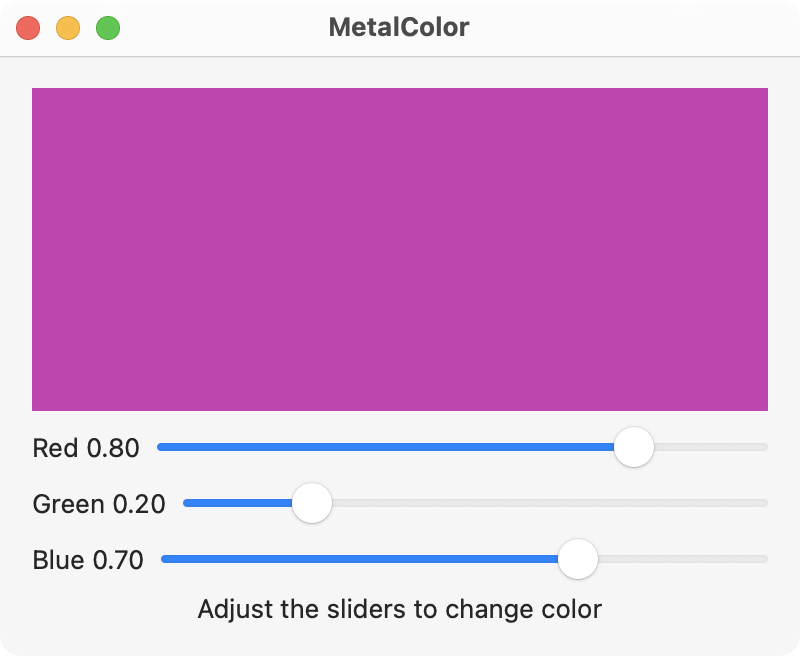 MetalColor
Red 0.80
Green 0.20
Blue 0.70
Adjust the sliders to change color